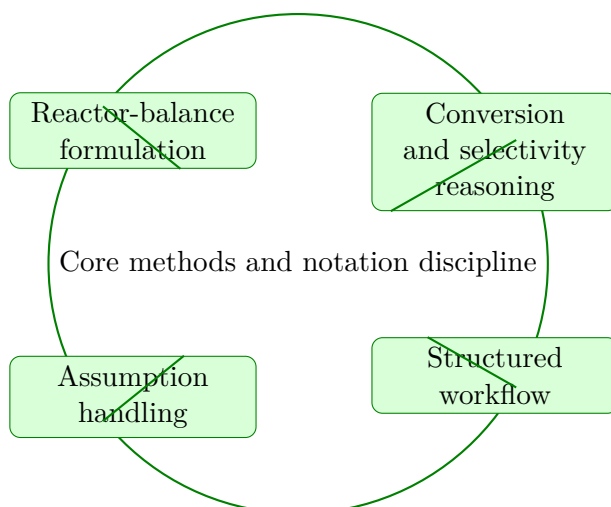 Reactor-balance
formulation
Conversion
and selectivity
reasoning
Core methods and notation discipline
Assumption
handling
Structured
workflow